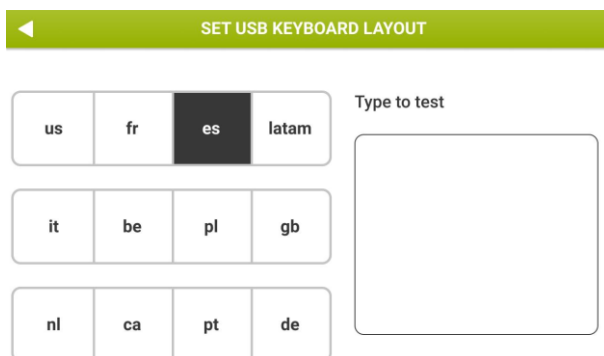 SET USB KEYBOARD LAYOUT
Type to test
us fr es latam
it be pl gb
nl ca pt de